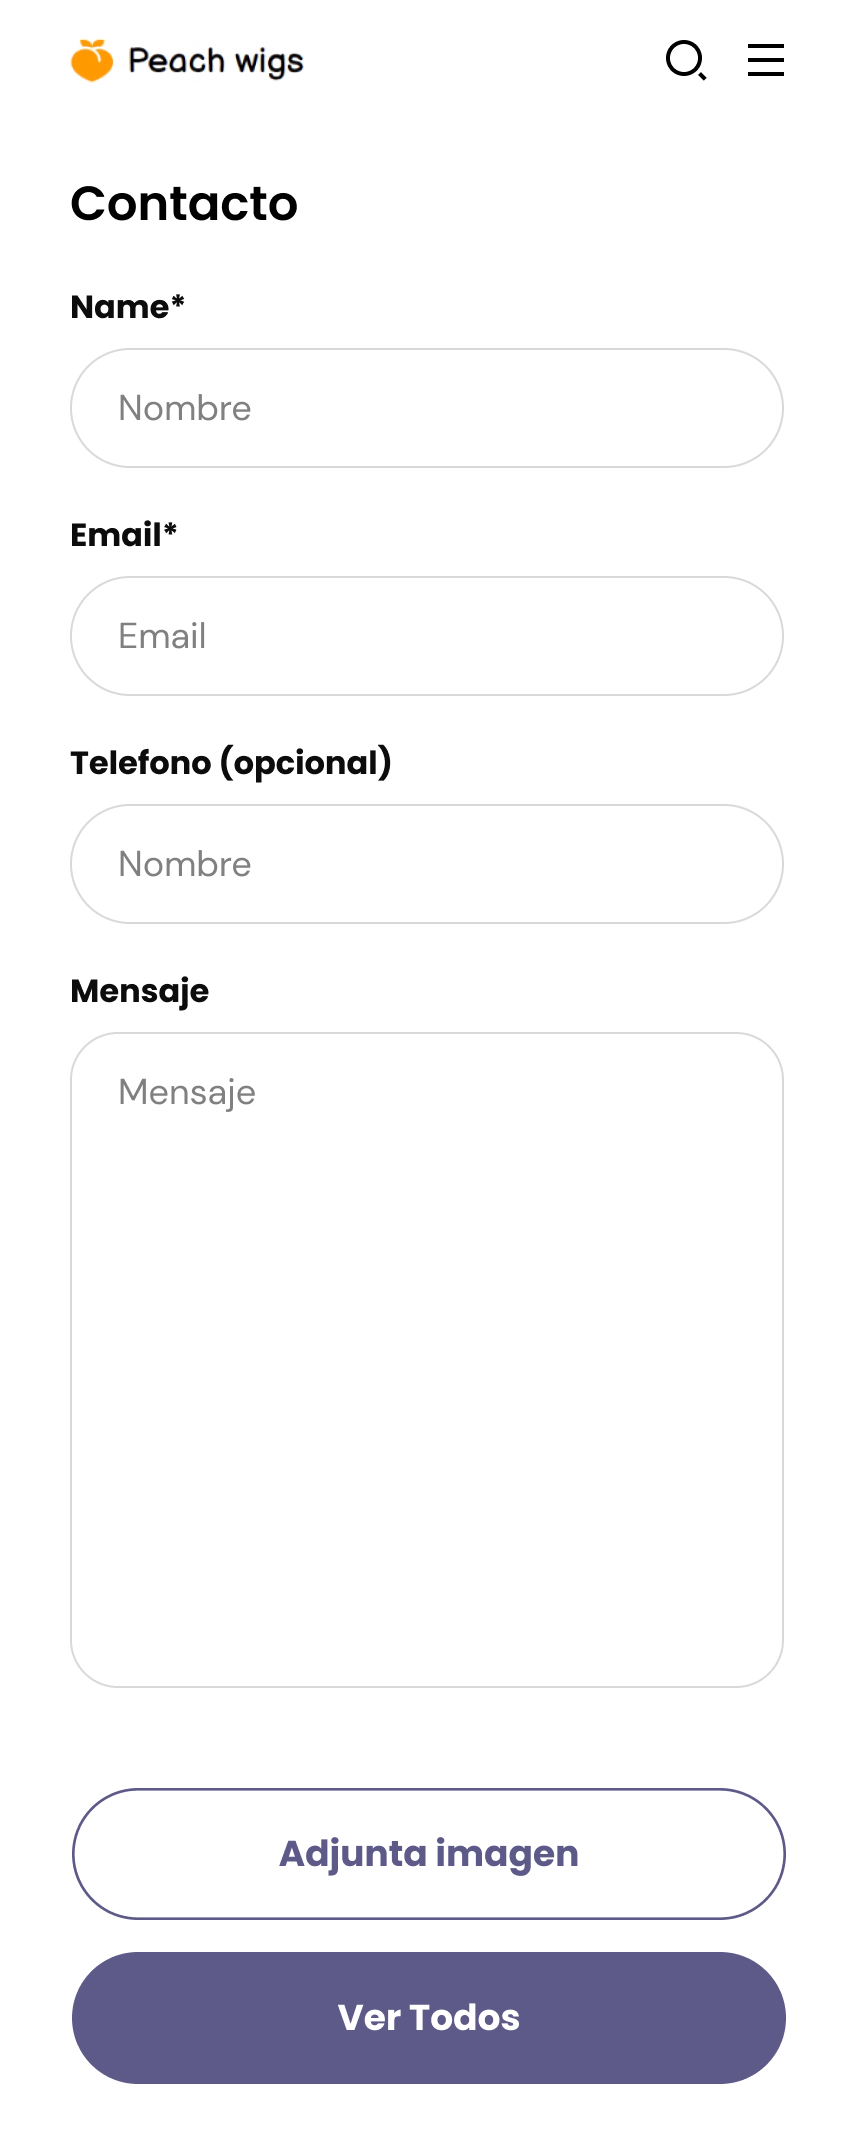 Peach wigs
Contacto
Name*
Nombre
Email*
Email
Telefono (opcional)
Nombre
Mensaje
Mensaje
Adjunta imagen
Ver Todos